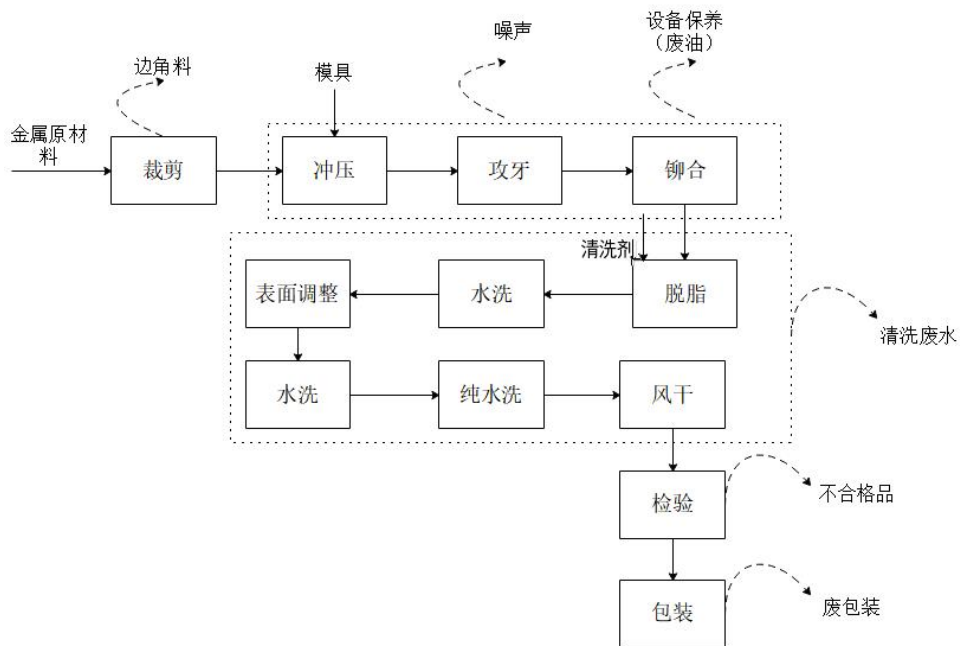 设备保养
（废油）
噪声
边角料
模具
金属原材
料
裁剪
冲压
攻牙
铆合
清洗剂
表面调整
水洗
脱脂
清洗废水
水洗
纯水洗
风干
检验
不合格品
包装
废包装